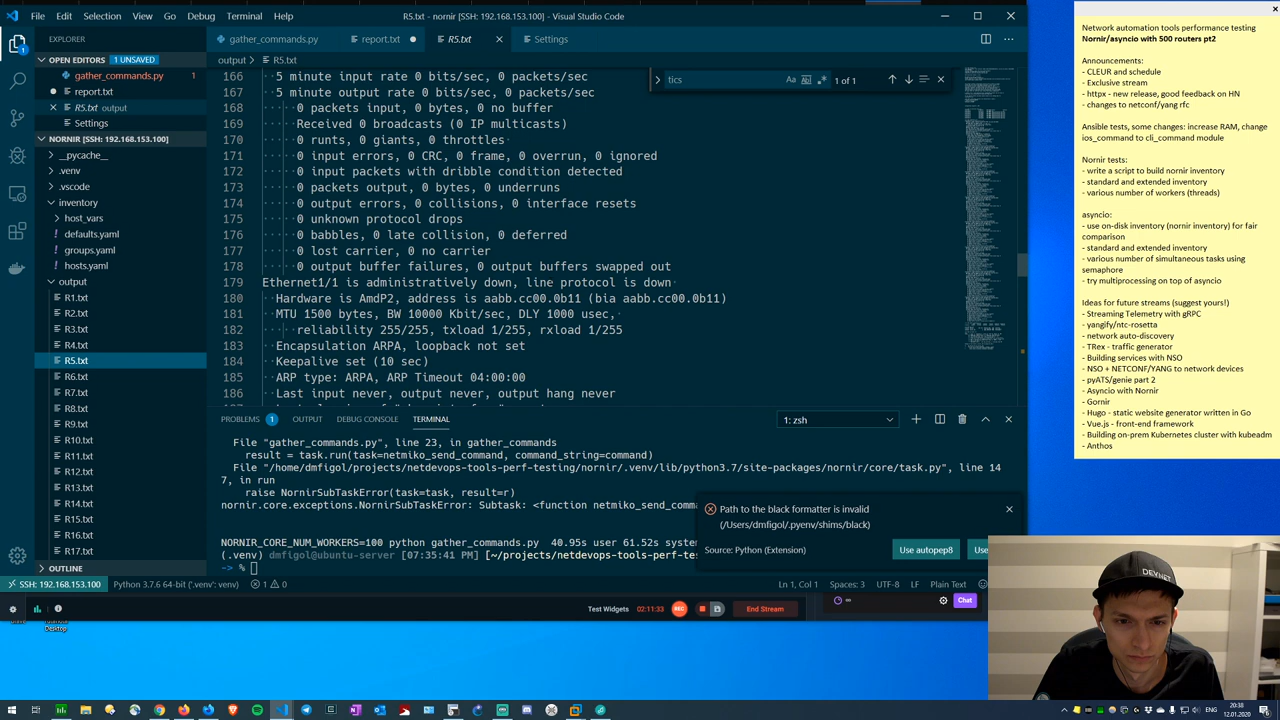 File Edit Selection View Go Debug Terminal Help
R5.txt - nornir [SSH: 192.168.153.100] - Visual Studio Code
EXPLORER
OPEN EDITORS 1 UNSAVED
gather_commands.py 1
report.txt
R5.txt output
Settings
NORNIR [SSH: 192.168.153.100]
__pycache__
.venv
.vscode
inventory
host_vars
defaults.yaml
groups.yaml
hosts.yaml
output
R1.txt
R2.txt
R3.txt
R4.txt
R5.txt
R6.txt
R7.txt
R8.txt
R9.txt
R10.txt
R11.txt
R12.txt
R13.txt
R14.txt
R15.txt
R16.txt
R17.txt
OUTLINE
gather_commands.py
report.txt
R5.txt
Settings
output > R5.txt
tics
1 of 1
166 5 minute input rate 0 bits/sec, 0 packets/sec
167 5 minute output rate 0 bits/sec, 0 packets/sec
168 0 packets input, 0 bytes, 0 no buffer
169 Received 0 broadcasts (0 IP multicasts)
170 0 runts, 0 giants, 0 throttles
171 0 input errors, 0 CRC, 0 frame, 0 overrun, 0 ignored
172 0 input packets with dribble condition detected
173 0 packets output, 0 bytes, 0 underruns
174 0 output errors, 0 collisions, 0 interface resets
175 0 unknown protocol drops
176 0 babbles, 0 late collision, 0 deferred
177 0 lost carrier, 0 no carrier
178 0 output buffer failures, 0 output buffers swapped out
179 Ethernet1/1 is administratively down, line protocol is down
180 Hardware is AmdP2, address is aabb.cc00.0b11 (bia aabb.cc00.0b11)
181 MTU 1500 bytes, BW 10000 Kbit/sec, DLY 1000 usec,
182 reliability 255/255, txload 1/255, rxload 1/255
183 Encapsulation ARPA, loopback not set
184 Keepalive set (10 sec)
185 ARP type: ARPA, ARP Timeout 04:00:00
186 Last input never, output never, output hang never
PROBLEMS 1 OUTPUT DEBUG CONSOLE TERMINAL
1: zsh
File "gather_commands.py", line 23, in gather_commands
result = task.run(task=netmiko_send_command, command_string=command)
File "/home/dmfigol/projects/netdevops-tools-perf-testing/nornir/.venv/lib/python3.7/site-packages/nornir/core/task.py", line 14
7, in run
raise NornirSubTaskError(task=task, result=r)
nornir.core.exceptions.NornirSubTaskError: Subtask: <function netmiko_send_comm
NORNIR_CORE_NUM_WORKERS=100 python gather_commands.py 40.95s user 61.52s system
(.venv) dmfigol@ubuntu-server [07:35:41 PM] [~/projects/netdevops-tools-perf-tes
-> %
Path to the black formatter is invalid
(/Users/dmfigol/.pyenv/shims/black)
Source: Python (Extension)
Use autopep8
Use
SSH: 192.168.153.100 Python 3.7.6 64-bit ('.venv': venv) 1 0
Ln 1, Col 1 Spaces: 3 UTF-8 LF Plain Text
Test Widgets 02:11:33 REC End Stream
Chat
Desktop
Network automation tools performance testing
Nornir/asyncio with 500 routers pt2
Announcements:
- CLEUR and schedule
- Exclusive stream
- httpx - new release, good feedback on HN
- changes to netconf/yang rfc
Ansible tests, some changes: increase RAM, change
ios_command to cli_command module
Nornir tests:
- write a script to build nornir inventory
- standard and extended inventory
- various number of workers (threads)
asyncio:
- use on-disk inventory (nornir inventory) for fair
comparison
- standard and extended inventory
- various number of simultaneous tasks using
semaphore
- try multiprocessing on top of asyncio
Ideas for future streams (suggest yours!)
- Streaming Telemetry with gRPC
- yangify/ntc-rosetta
- network auto-discovery
- TRex - traffic generator
- Building services with NSO
- NSO + NETCONF/YANG to network devices
- pyATS/genie part 2
- Asyncio with Nornir
- Gornir
- Hugo - static website generator written in Go
- Vue.js - front-end framework
- Building on-prem Kubernetes cluster with kubeadm
- Anthos
DEVNET
ENG
20:38
12.01.2020